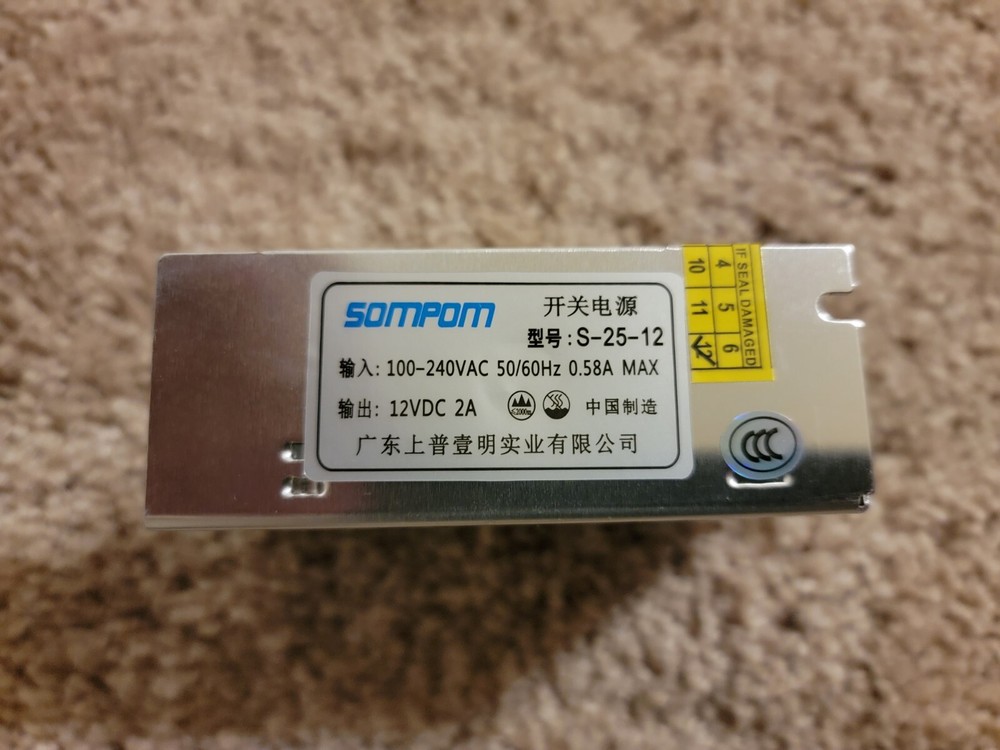 SOMPOM
开关电源
型号: S-25-12
输入: 100-240VAC 50/60Hz 0.58A MAX
输出: 12VDC 2A
≤2000m
中国制造
广东上普壹明实业有限公司
IF SEAL DAMAGED
4 5 6
10 11 12
CCC